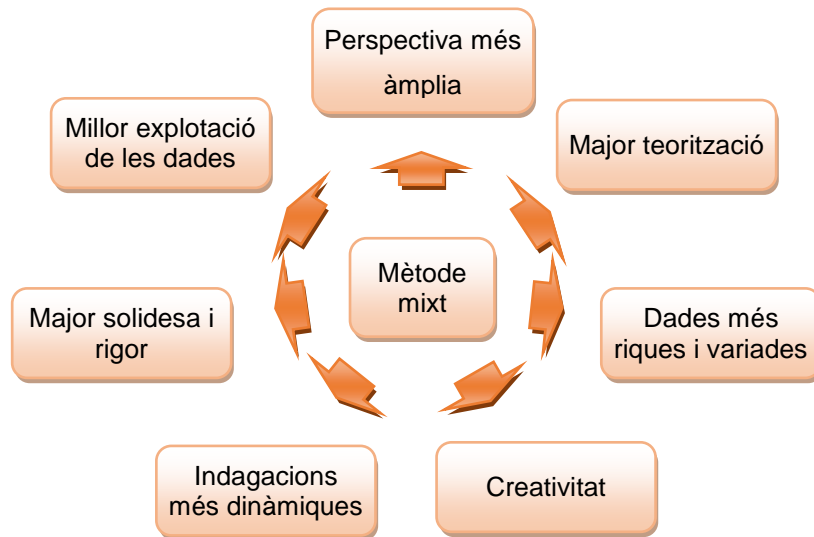 Perspectiva més
àmplia
Millor explotació
de les dades
Major teorització
Mètode
mixt
Major solidesa i
rigor
Dades més
riques i variades
Indagacions
més dinàmiques
Creativitat